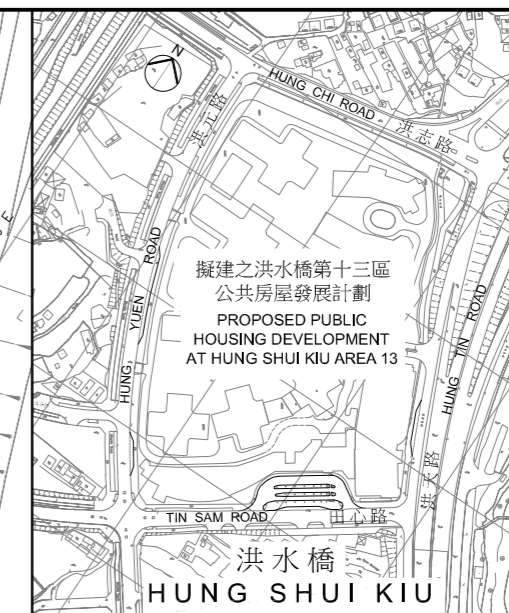 N
HUNG CHI ROAD
洪志路
洪元路
HUNG YUEN ROAD
擬建之洪水橋第十三區
公共房屋發展計劃
PROPOSED PUBLIC
HOUSING DEVELOPMENT
AT HUNG SHUI KIU AREA 13
HUNG TIN ROAD
洪天路
TIN SAM ROAD
田心路
洪水橋
HUNG SHUI KIU